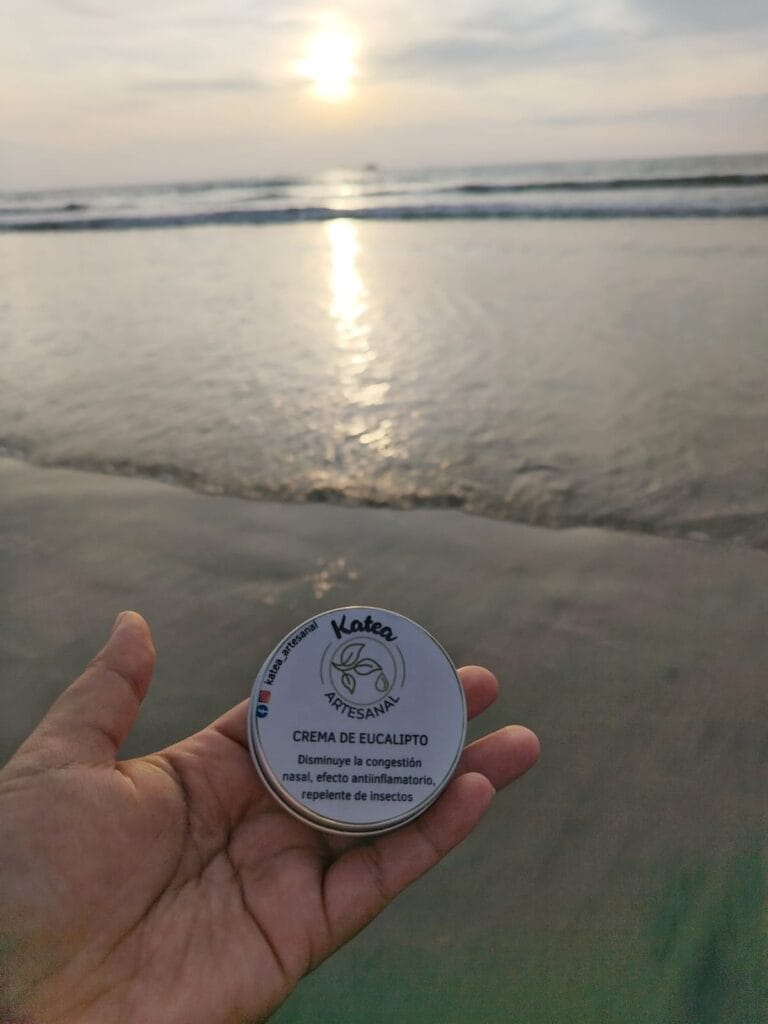 katea_artesanal
Katea
ARTESANAL
CREMA DE EUCALIPTO
Disminuye la congestión
nasal, efecto antiinflamatorio,
repelente de insectos